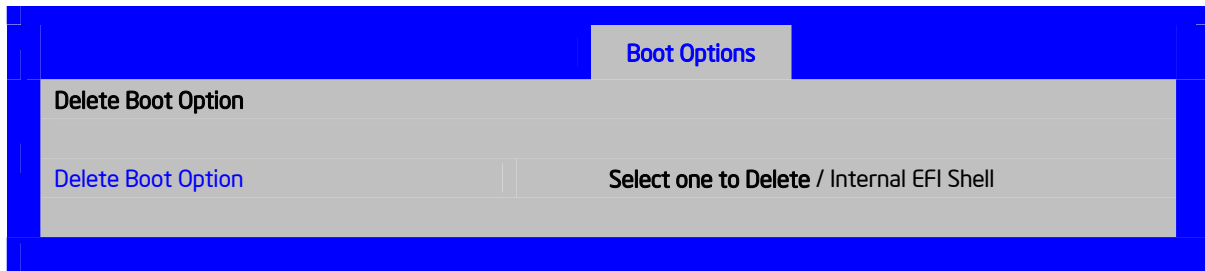 Boot Options
Delete Boot Option
Delete Boot Option Select one to Delete / Internal EFI Shell